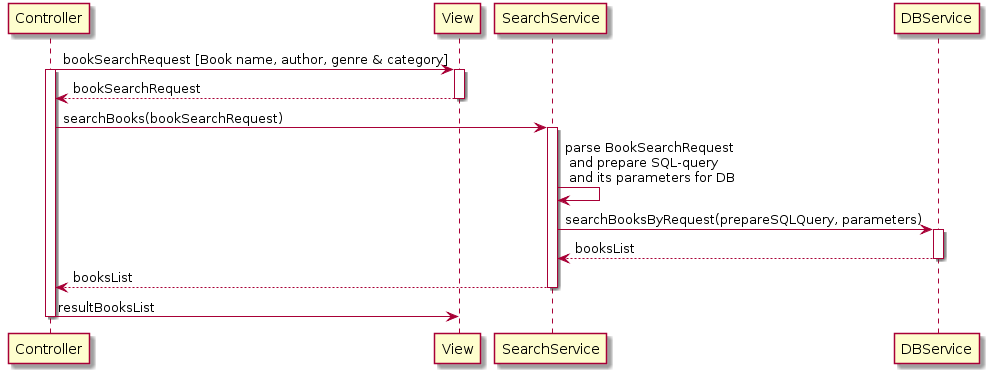 Controller
View
SearchService
DBService
bookSearchRequest [Book name, author, genre & category]
bookSearchRequest
searchBooks(bookSearchRequest)
parse BookSearchRequest
and prepare SQL-query
and its parameters for DB
searchBooksByRequest(prepareSQLQuery, parameters)
booksList
booksList
resultBooksList
Controller
View
SearchService
DBService